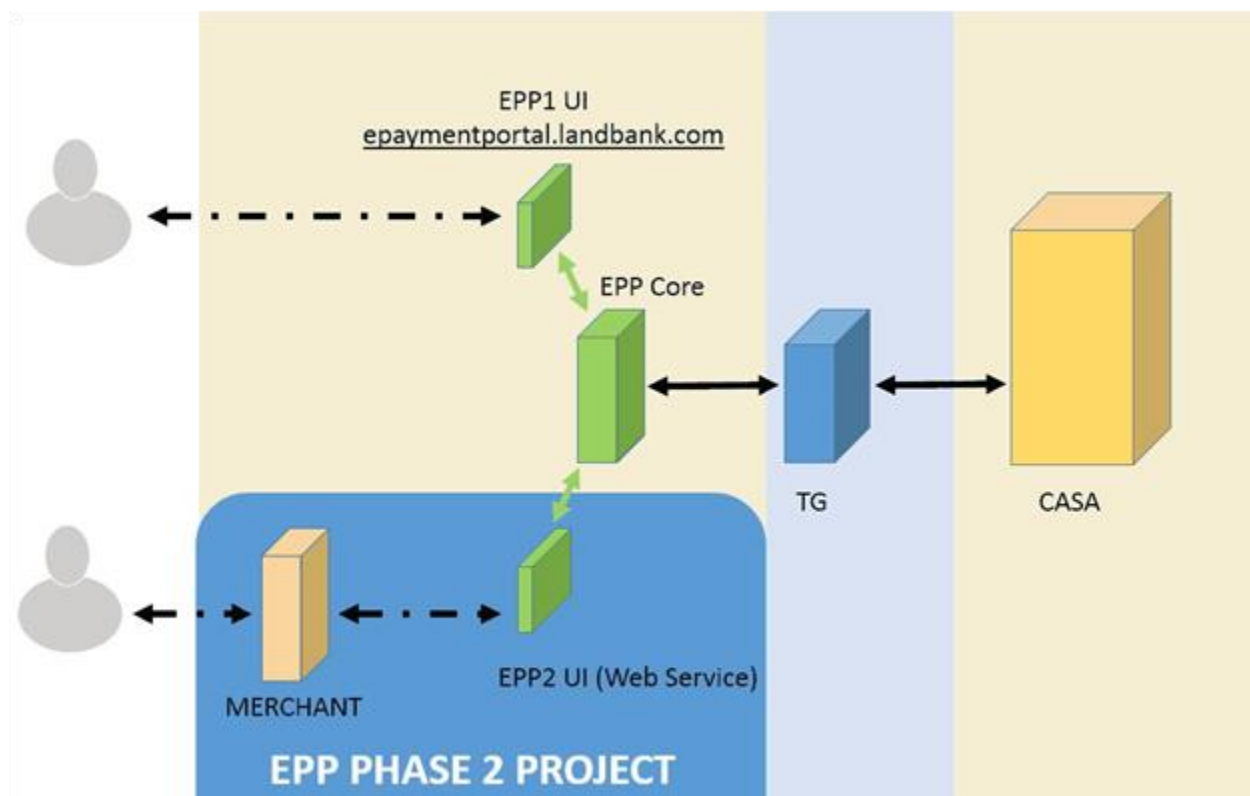 EPP1 UI
epaymentportal.landbank.com
EPP Core
TG
CASA
MERCHANT
EPP2 UI (Web Service)
EPP PHASE 2 PROJECT